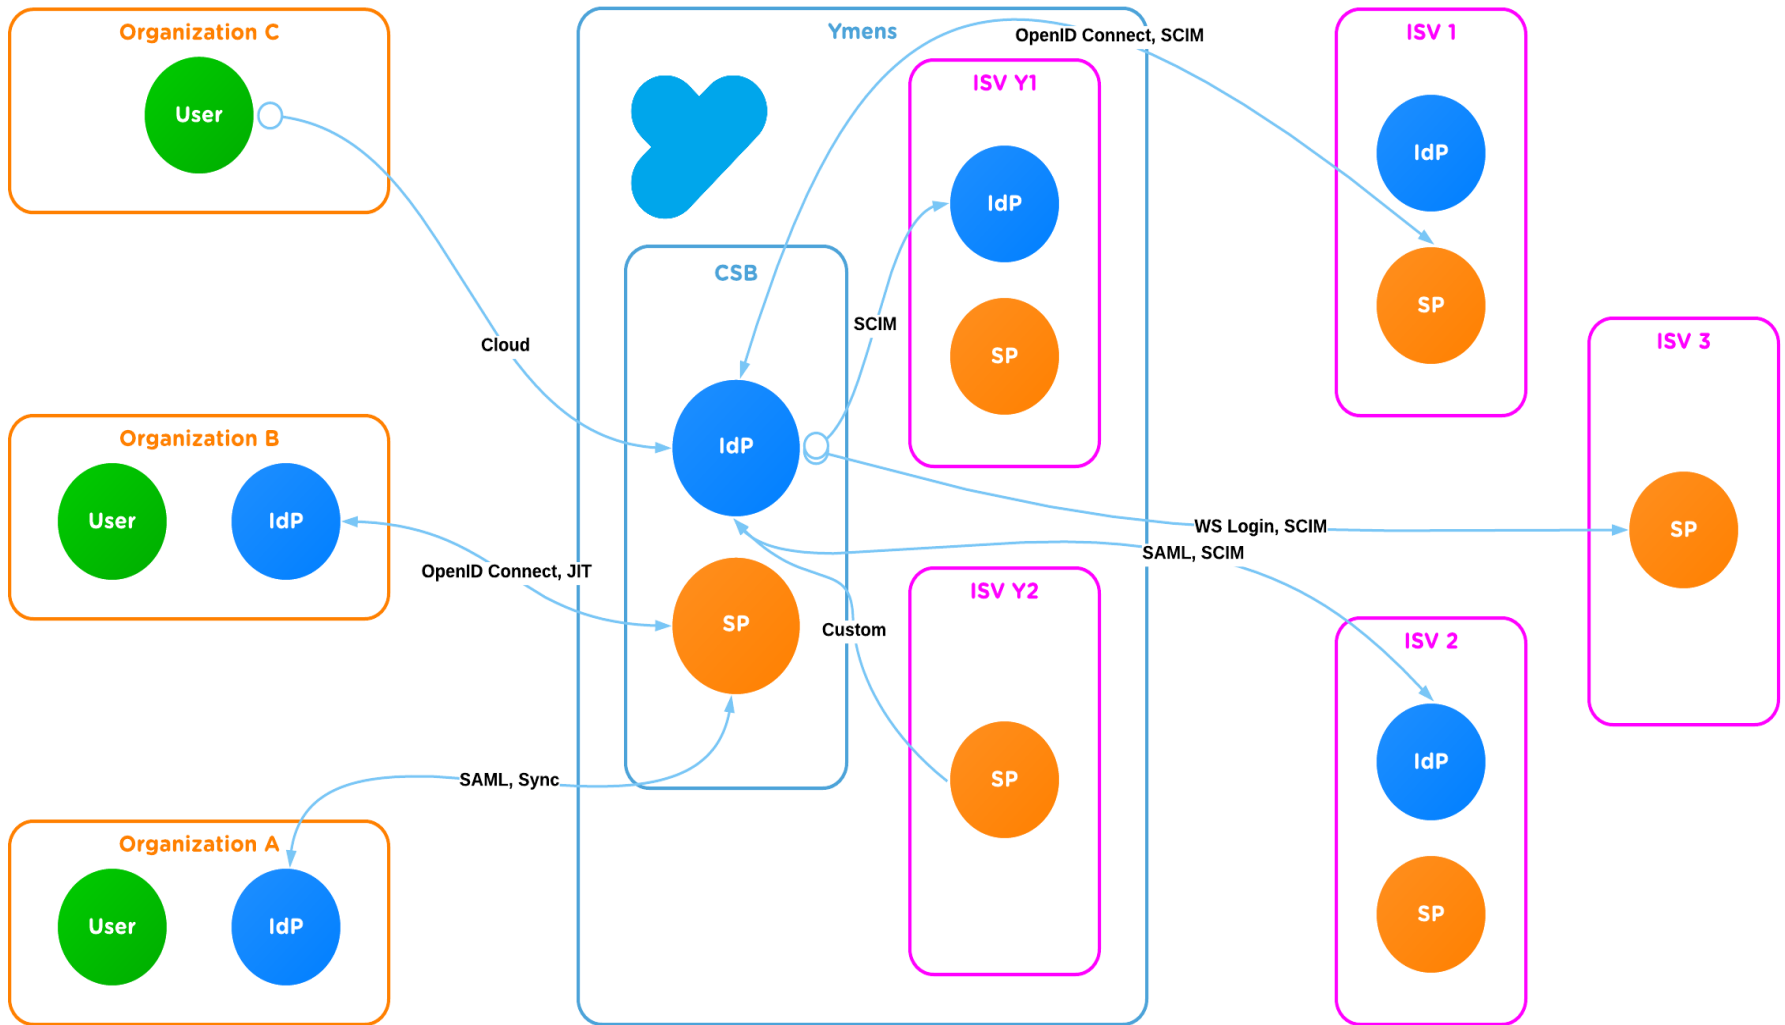 Organization C
User
Cloud
Organization B
User
IdP
OpenID Connect, JIT
Organization A
User
IdP
SAML, Sync
Ymens
CSB
IdP
SP
ISV Y1
IdP
SP
SCIM
ISV Y2
SP
Custom
OpenID Connect, SCIM
WS Login, SCIM
SAML, SCIM
ISV 1
IdP
SP
ISV 2
IdP
SP
ISV 3
SP